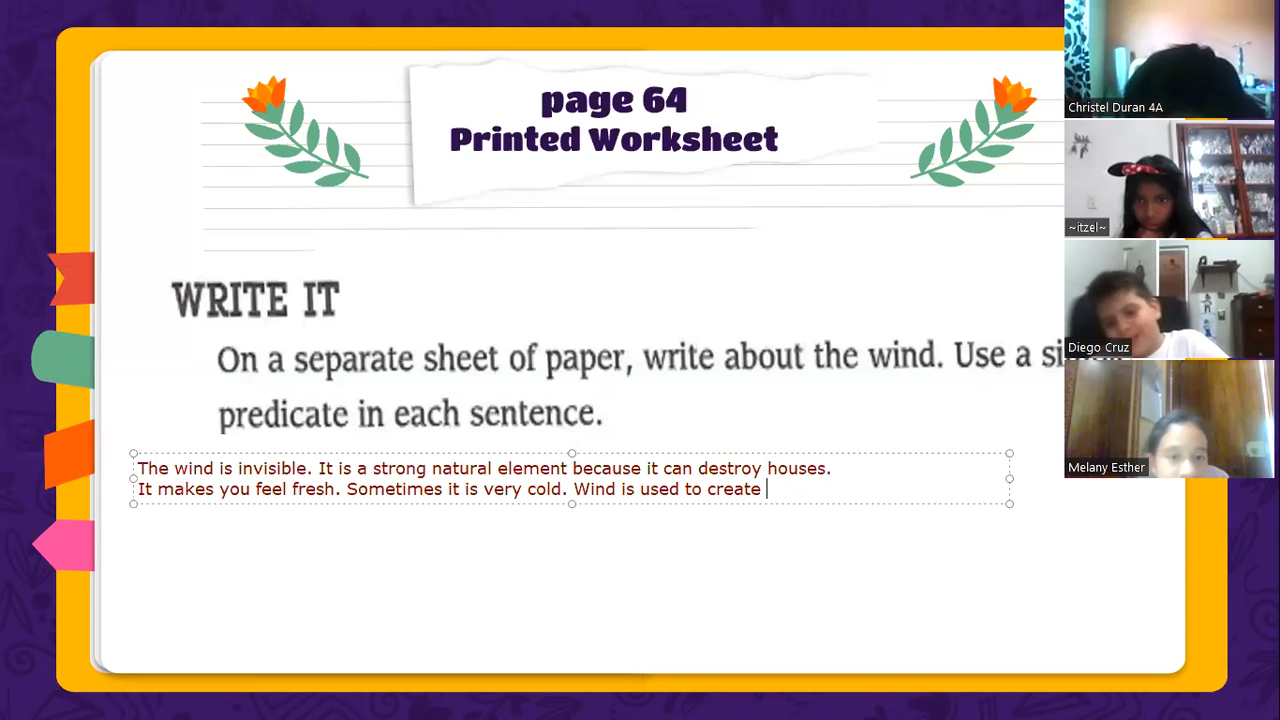 page 64
Printed Worksheet
WRITE IT
On a separate sheet of paper, write about the wind. Use a
predicate in each sentence.
The wind is invisible. It is a strong natural element because it can destroy houses.
It makes you feel fresh. Sometimes it is very cold. Wind is used to create
Christel Duran 4A
~itzel~
Diego Cruz
Melany Esther